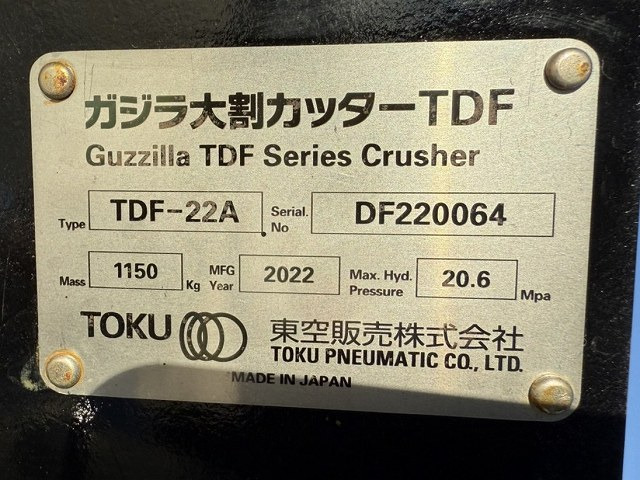 ガジラ大割カッターTDF
Guzzilla TDF Series Crusher
Type TDF-22A Serial. No DF220064
Mass 1150 Kg MFG Year 2022 Max. Hyd. Pressure 20.6 Mpa
TOKU 東空販売株式会社
TOKU PNEUMATIC CO., LTD.
MADE IN JAPAN